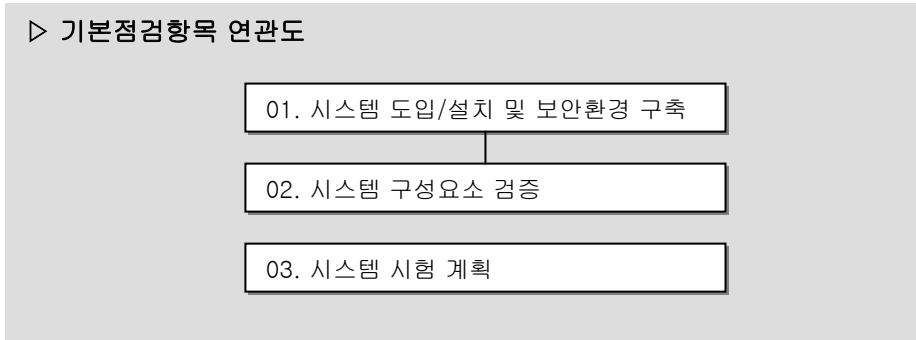 ▷ 기본점검항목 연관도
01. 시스템 도입/설치 및 보안환경 구축
02. 시스템 구성요소 검증
03. 시스템 시험 계획